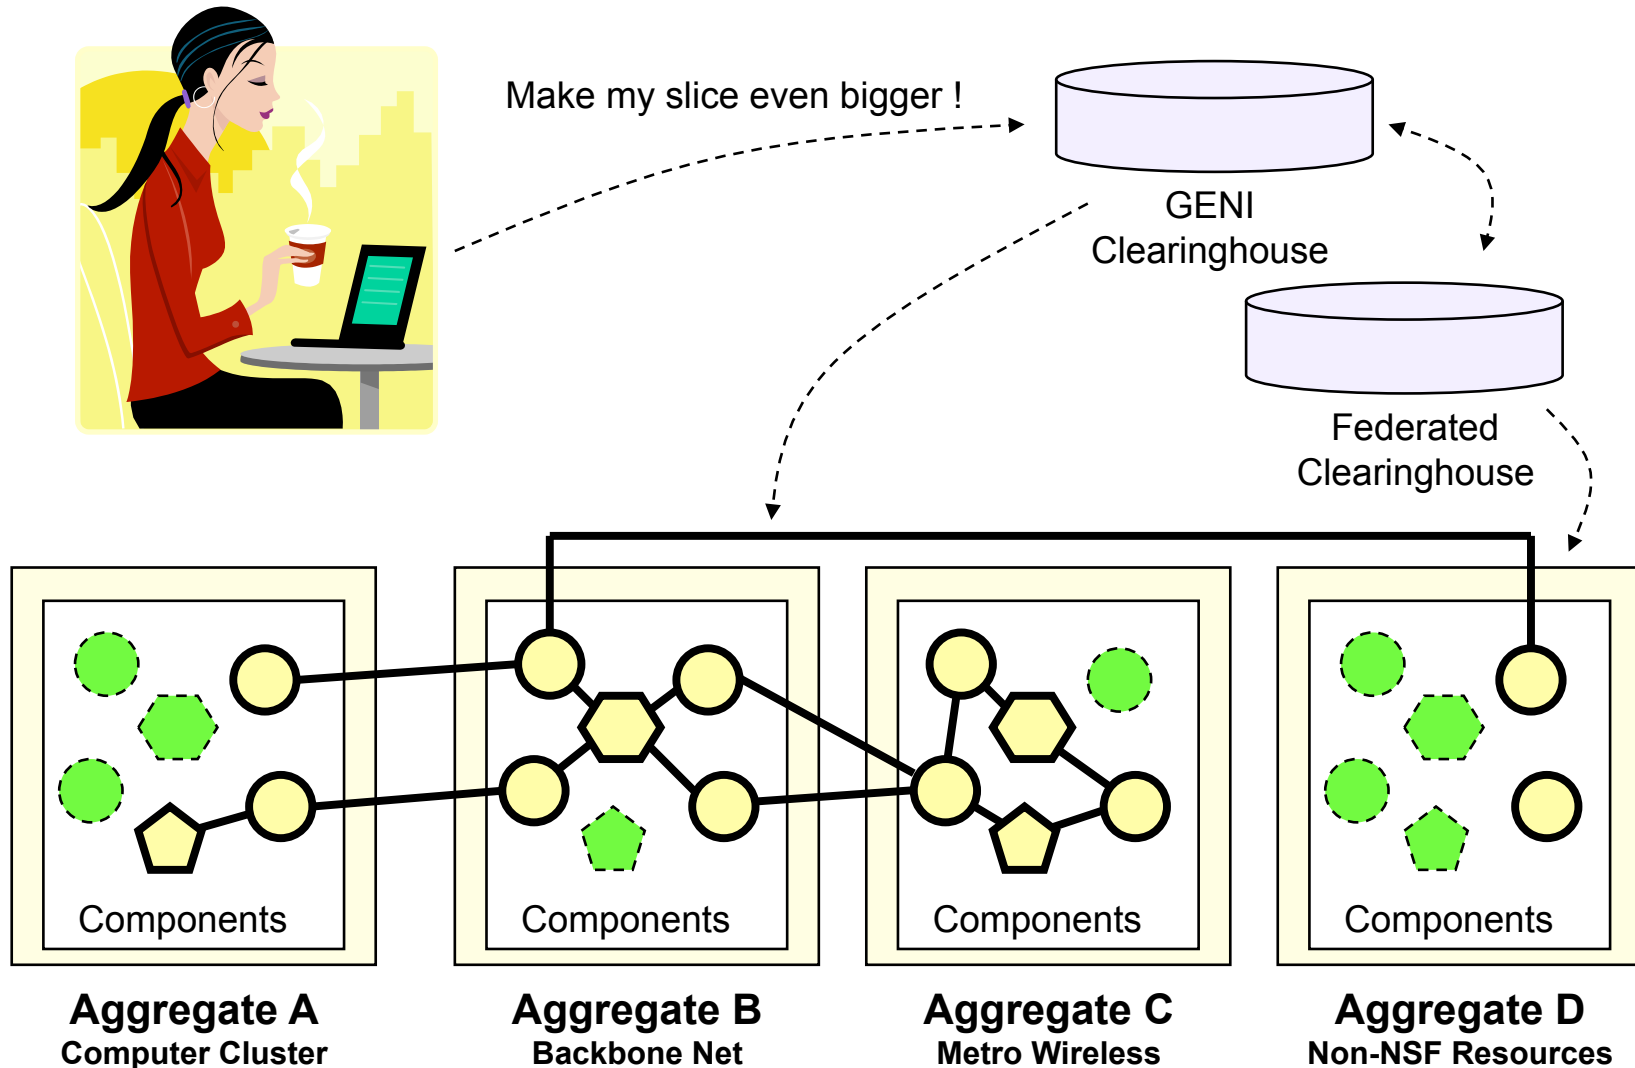 Make my slice even bigger !
GENI
Clearinghouse
Federated
Clearinghouse
Components
Components
Components
Components
Aggregate A
Computer Cluster
Aggregate B
Backbone Net
Aggregate C
Metro Wireless
Aggregate D
Non-NSF Resources